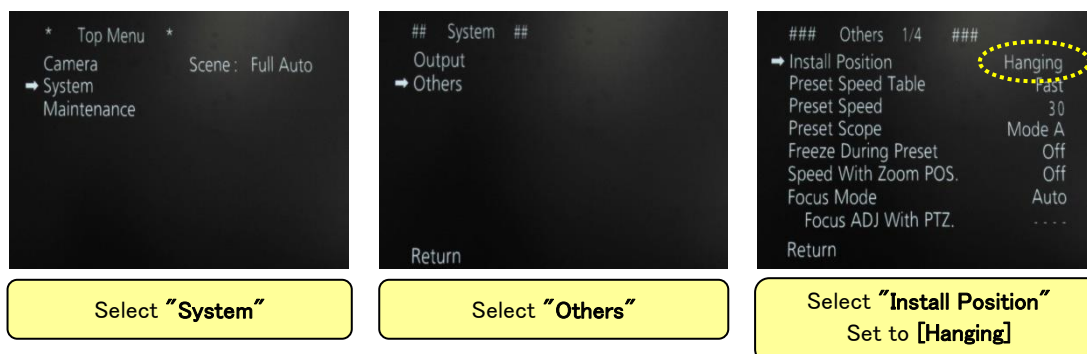 * Top Menu *
Camera Scene : Full Auto
➡ System
Maintenance
Select "System"
## System ##
Output
➡ Others
Return
Select "Others"
### Others 1/4 ###
➡ Install Position Hanging
Preset Speed Table Fast
Preset Speed 30
Preset Scope Mode A
Freeze During Preset Off
Speed With Zoom POS. Off
Focus Mode Auto
Focus ADJ With PTZ. ----
Return
Select "Install Position"
Set to [Hanging]